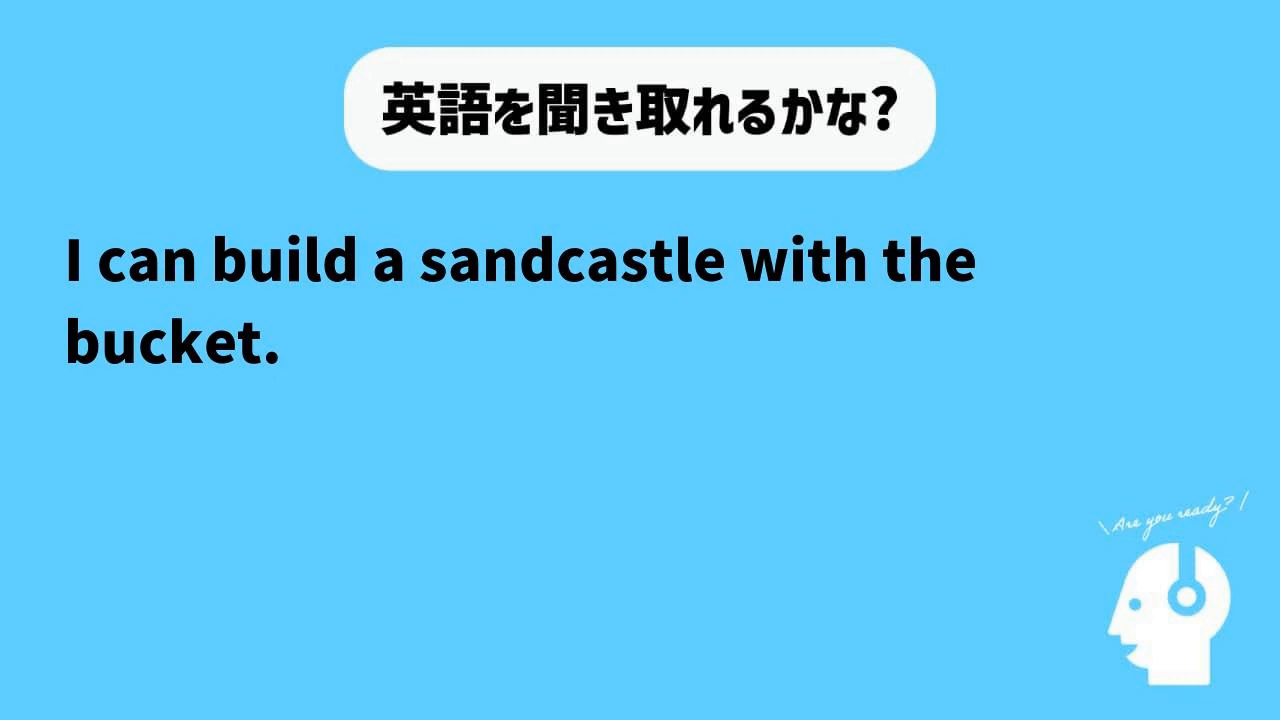 英語を聞き取れるかな?
I can build a sandcastle with the
bucket.
\Are you ready? /